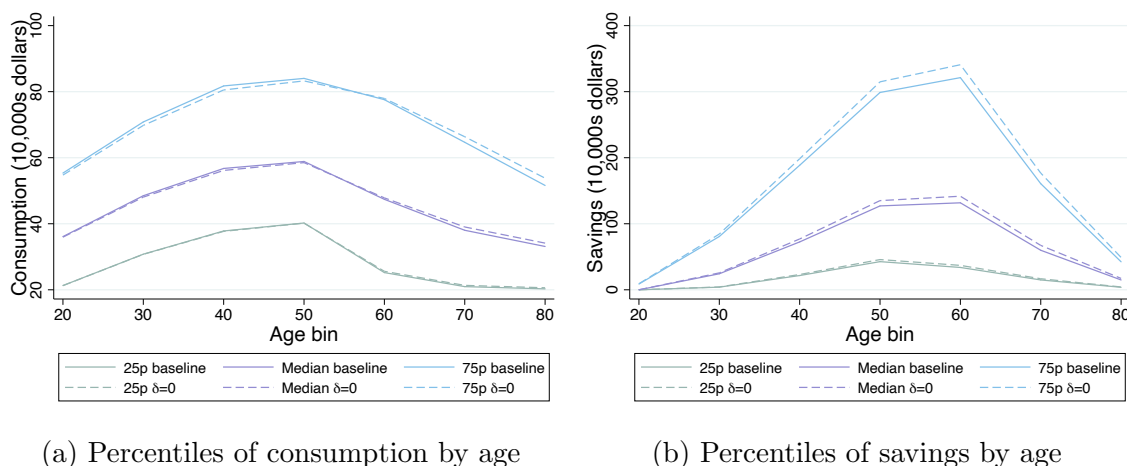 Consumption (10,000s dollars)
100
80
60
40
20
20 30 40 50 60 70 80
Age bin
25p baseline Median baseline 75p baseline
25p δ=0 Median δ=0 75p δ=0
(a) Percentiles of consumption by age
Savings (10,000s dollars)
400
300
200
100
0
20 30 40 50 60 70 80
Age bin
25p baseline Median baseline 75p baseline
25p δ=0 Median δ=0 75p δ=0
(b) Percentiles of savings by age